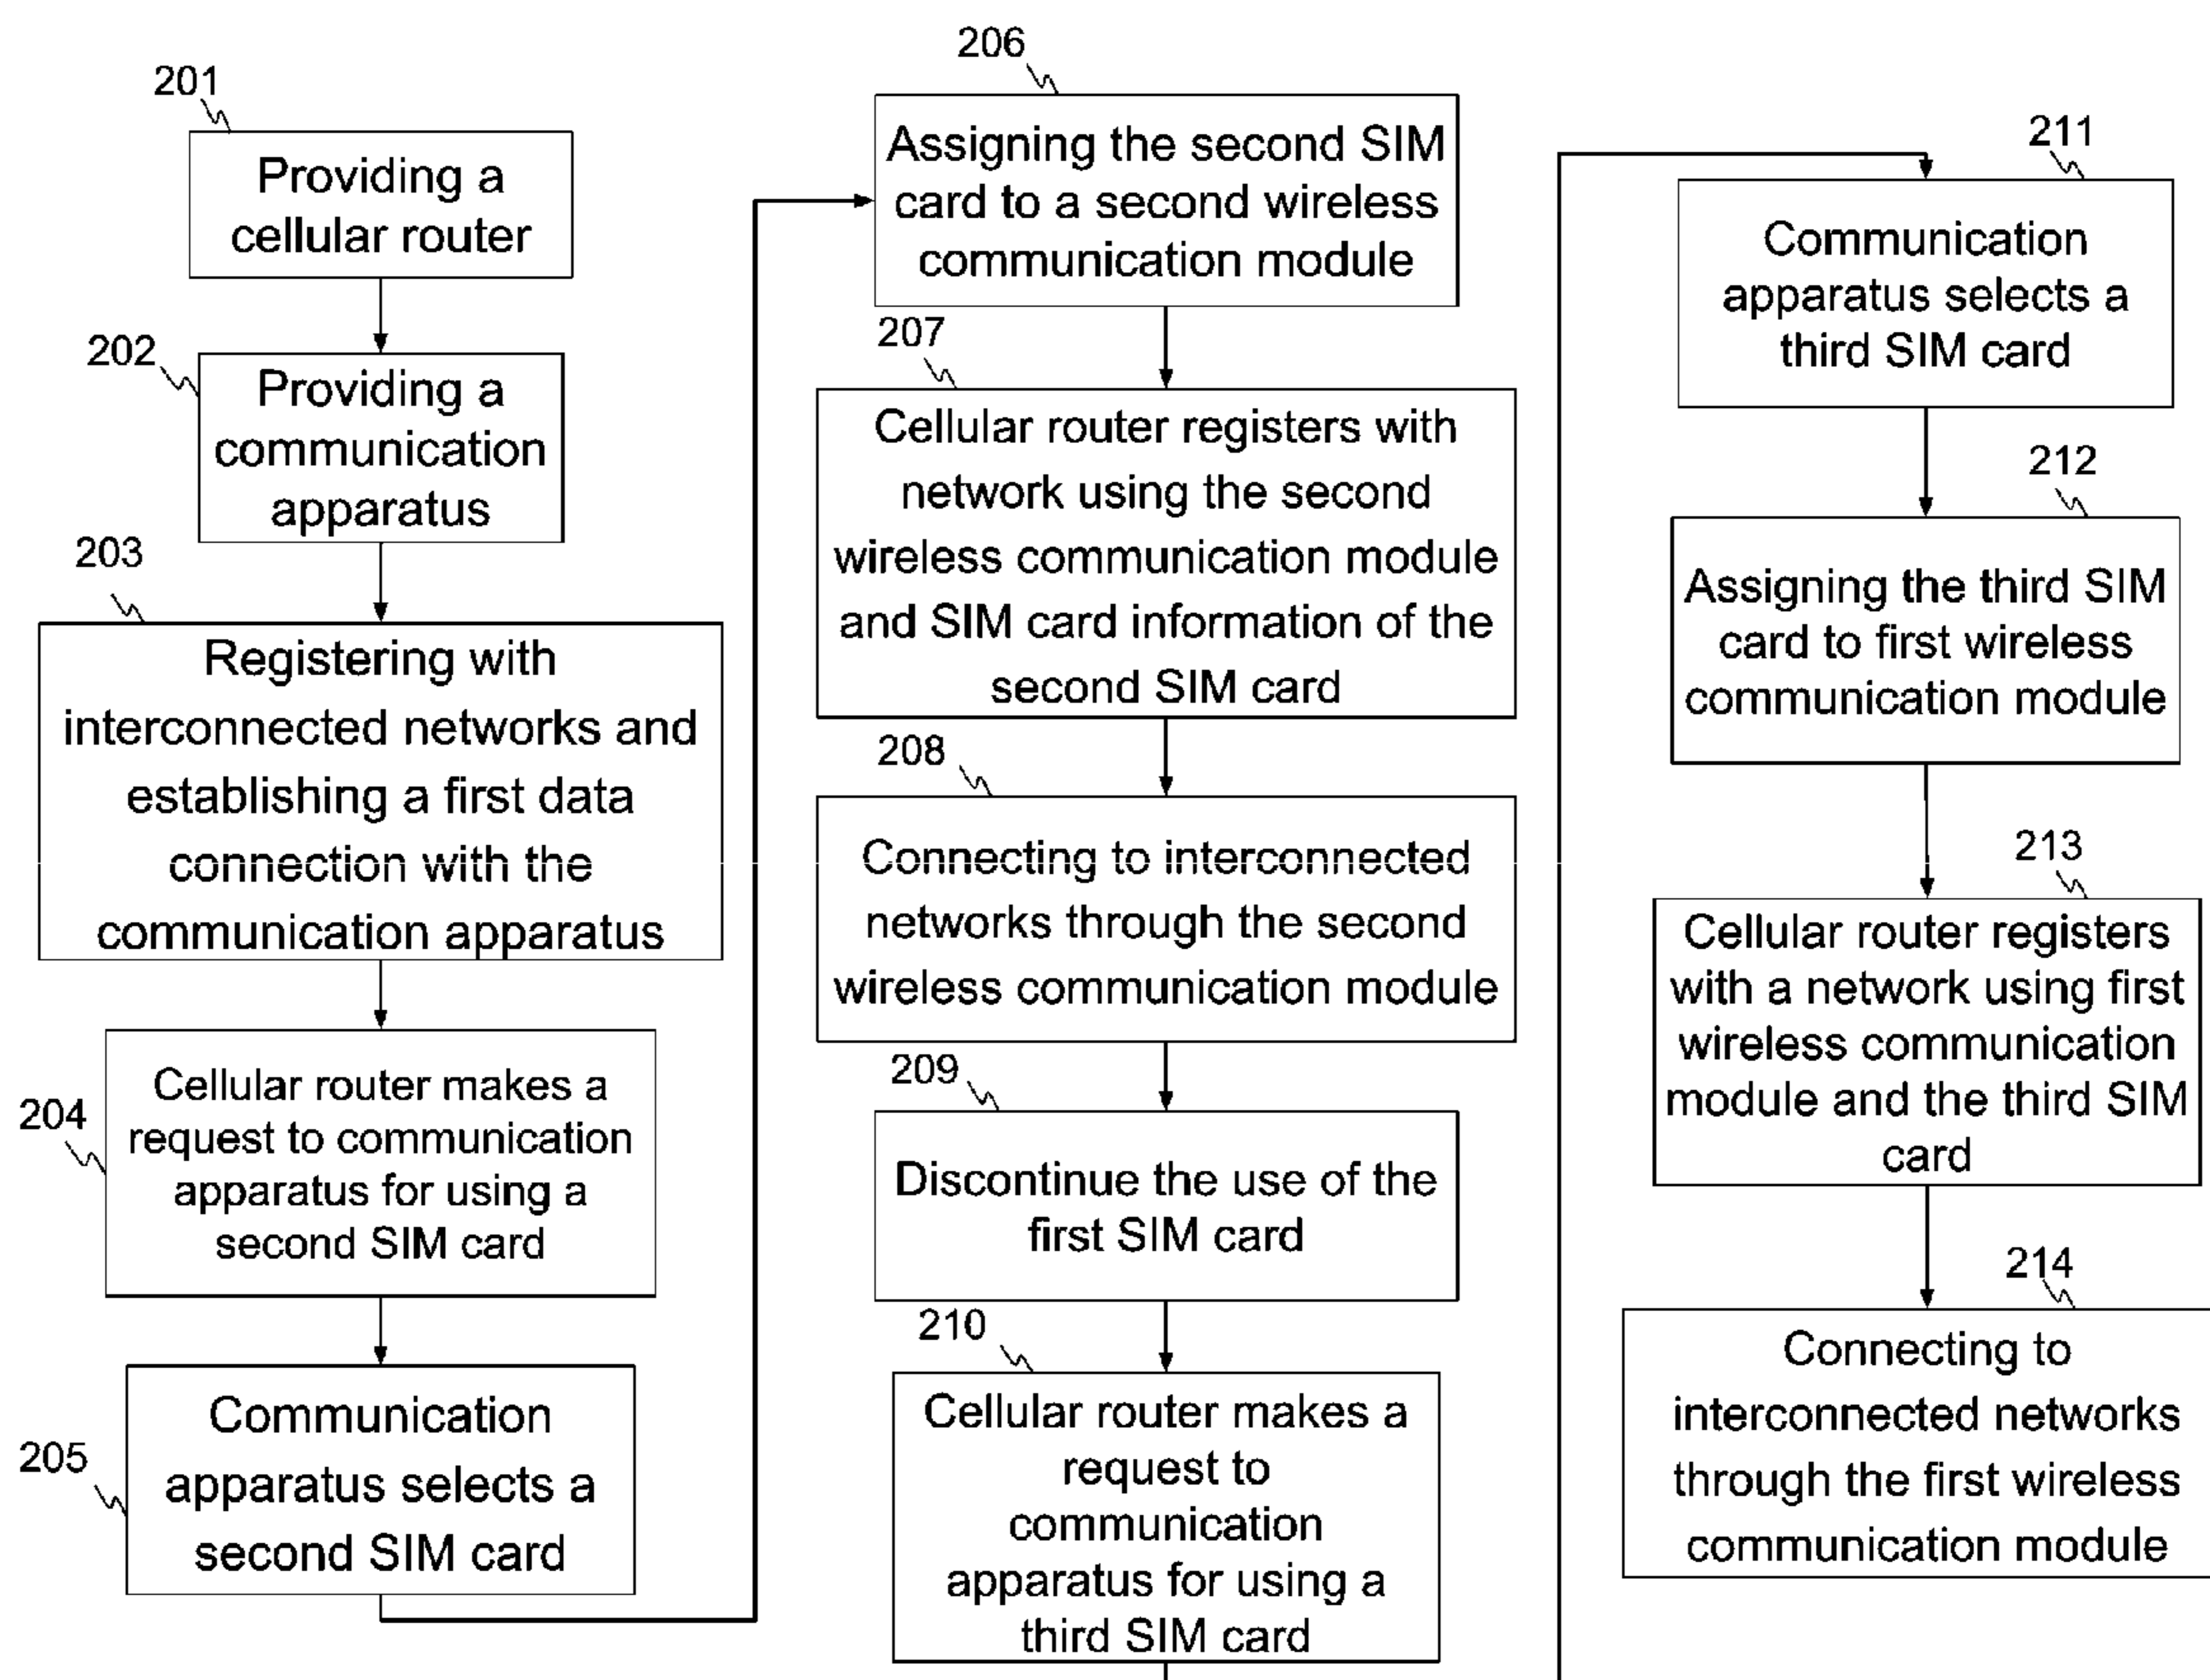 201
Providing a
cellular router
202
Providing a
communication
apparatus
203
Registering with
interconnected networks and
establishing a first data
connection with the
communication apparatus
204
Cellular router makes a
request to communication
apparatus for using a
second SIM card
205
Communication
apparatus selects a
second SIM card
206
Assigning the second SIM
card to a second wireless
communication module
207
Cellular router registers with
network using the second
wireless communication module
and SIM card information of the
second SIM card
208
Connecting to interconnected
networks through the second
wireless communication module
209
Discontinue the use of the
first SIM card
210
Cellular router makes a
request to
communication
apparatus for using a
third SIM card
211
Communication
apparatus selects a
third SIM card
212
Assigning the third SIM
card to first wireless
communication module
213
Cellular router registers
with a network using first
wireless communication
module and the third SIM
card
214
Connecting to
interconnected networks
through the first wireless
communication module